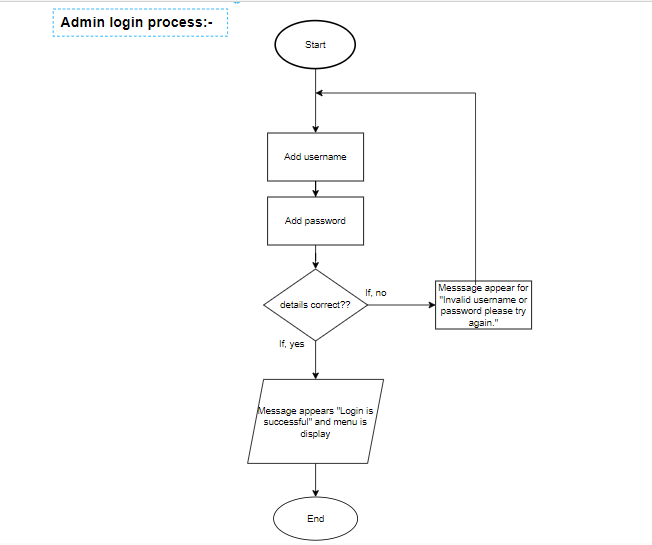 Admin login process:-
Start
Add username
Add password
details correct??
If, no
Messsage appear for
"Invalid username or
password please try
again."
If, yes
Message appears "Login is
successful" and menu is
display
End